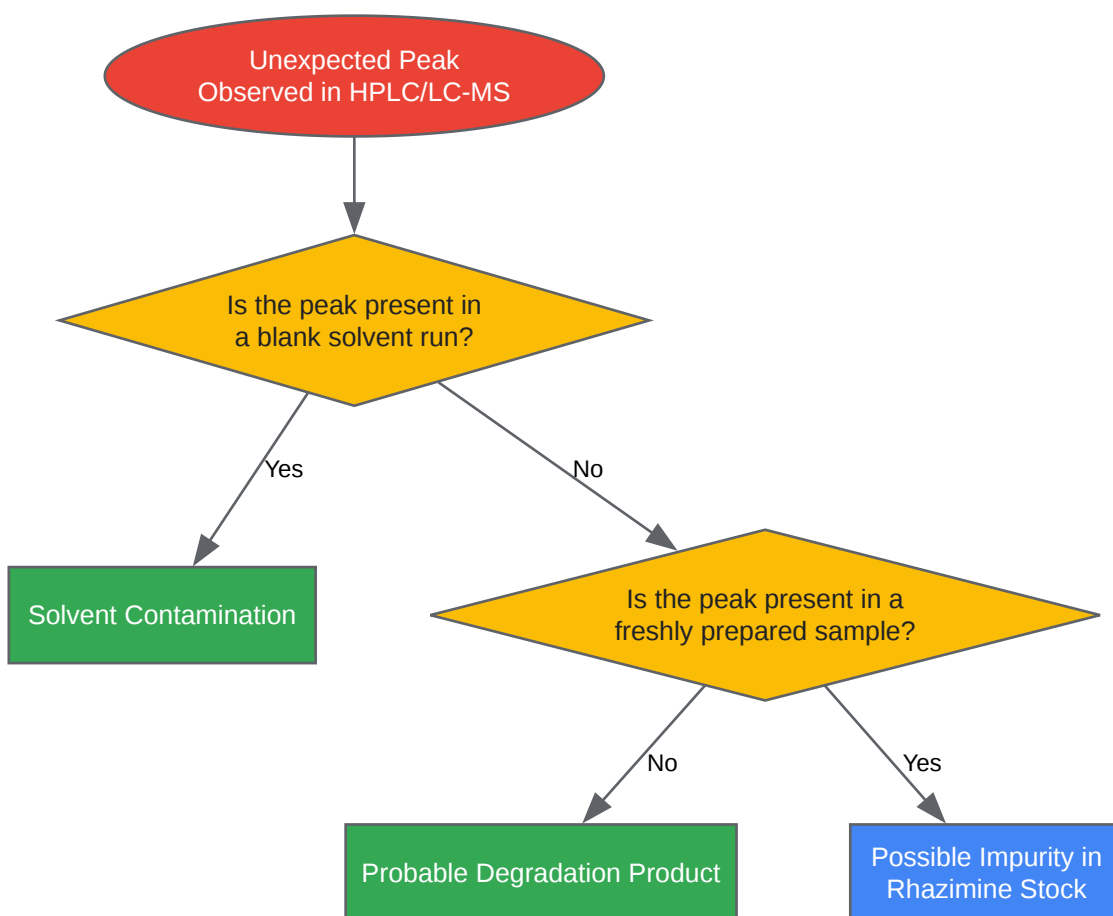 Unexpected Peak
Observed in HPLC/LC-MS
Is the peak present in
a blank solvent run?
Yes
No
Solvent Contamination
Is the peak present in a
freshly prepared sample?
No
Yes
Probable Degradation Product
Possible Impurity in
Rhazimine Stock